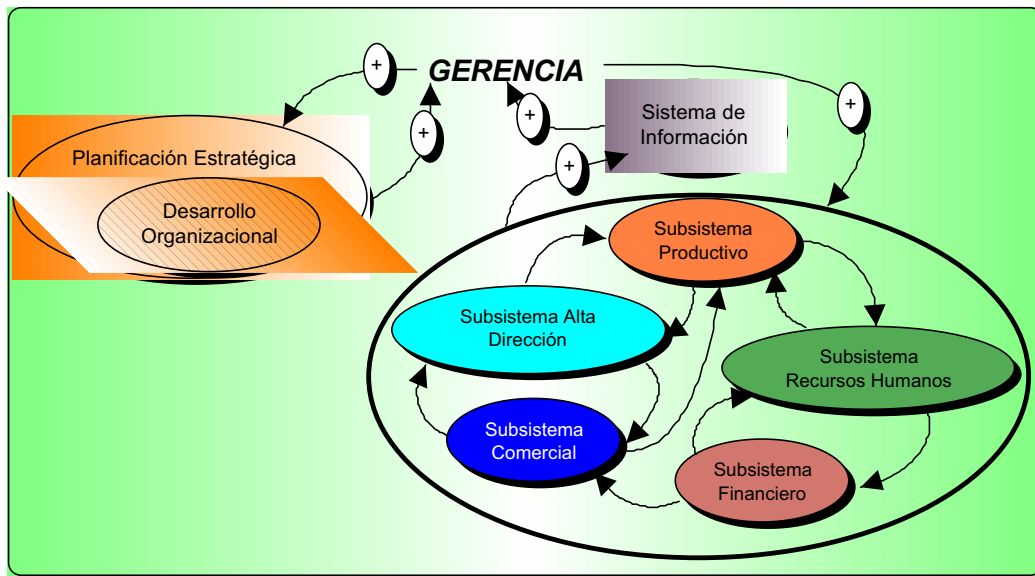 GERENCIA
+
+
+
+
+
Sistema de
Información
Planificación Estratégica
Desarrollo
Organizacional
Subsistema
Productivo
Subsistema Alta
Dirección
Subsistema
Recursos Humanos
Subsistema
Comercial
Subsistema
Financiero